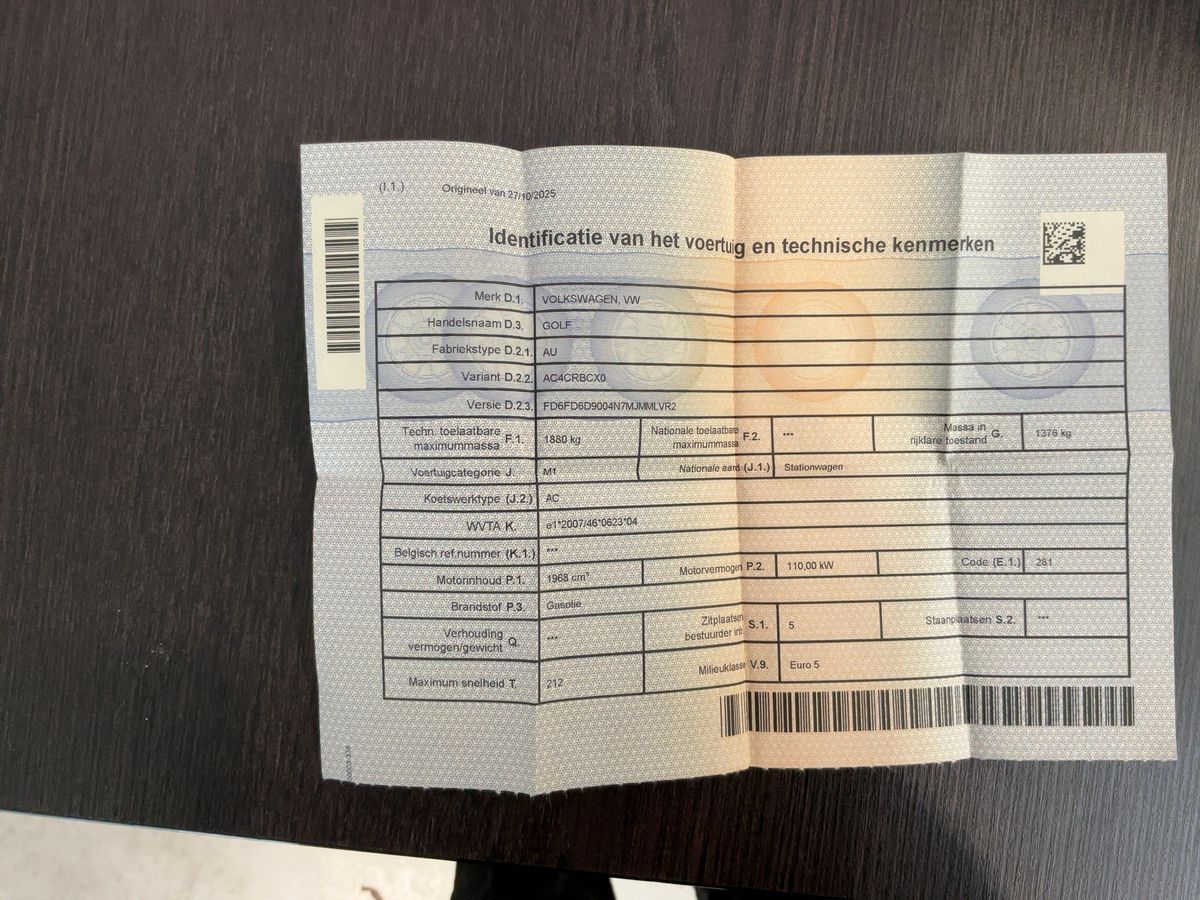 (I.1.) Origineel van 27/10/2025
Identificatie van het voertuig en technische kenmerken
Merk D.1. VOLKSWAGEN, VW
Handelsnaam D.3. GOLF
Fabriekstype D.2.1. AU
Variant D.2.2. AC4CRBCX0
Versie D.2.3. FD6FD6D9004N7MJMMLVR2
Techn. toelaatbare maximummassa F.1. 1880 kg Nationale toelaatbare maximummassa F.2. *** Massa in rijklare toestand G. 1376 kg
Voertuigcategorie J. M1 Nationale aard (J.1.) Stationwagen
Koetswerktype (J.2.) AC
WVTA K. e1*2007/46*0623*04
Belgisch ref.nummer (K.1.) ***
Motorinhoud P.1. 1968 cm³ Motorvermogen P.2. 110,00 kW Code (E.1.) 281
Brandstof P.3. Gasolie
Verhouding vermogen/gewicht Q. *** Zitplaatsen bestuurder inb. S.1. 5 Staanplaatsen S.2. ***
Maximum snelheid T. 212 Milieuklasse V.9. Euro 5